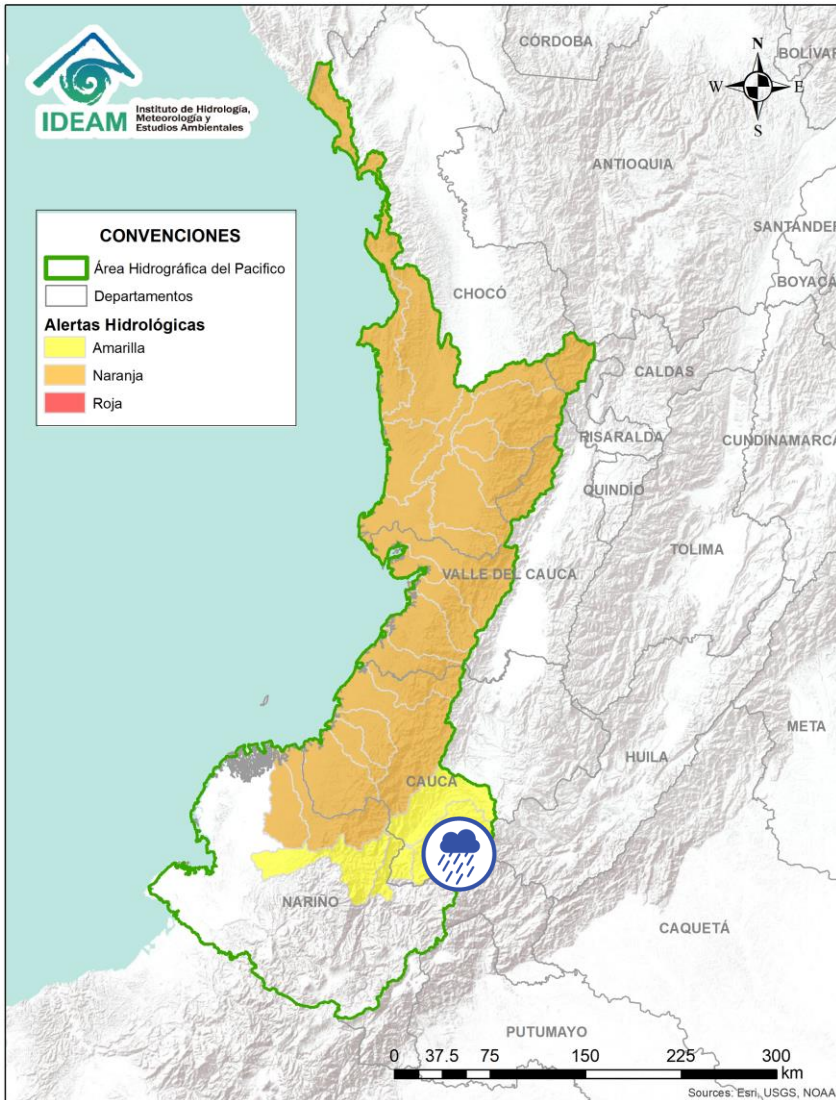 IDEAM
Instituto de Hidrología,
Meteorología y
Estudios Ambientales
CÓRDOBA
BOLÍVAR
N
W
E
S
ANTIOQUIA
CONVENCIONES
Área Hidrográfica del Pacifico
Departamentos
Alertas Hidrológicas
Amarilla
Naranja
Roja
SANTANDER
BOYACÁ
CHOCÓ
CALDAS
RISARALDA
CUNDINAMARCA
QUINDÍO
TOLIMA
VALLE DEL CAUCA
META
HUILA
CAUCA
NARIÑO
CAQUETÁ
PUTUMAYO
0 37.5 75 150 225 300
km
Sources: Esri, USGS, NOAA